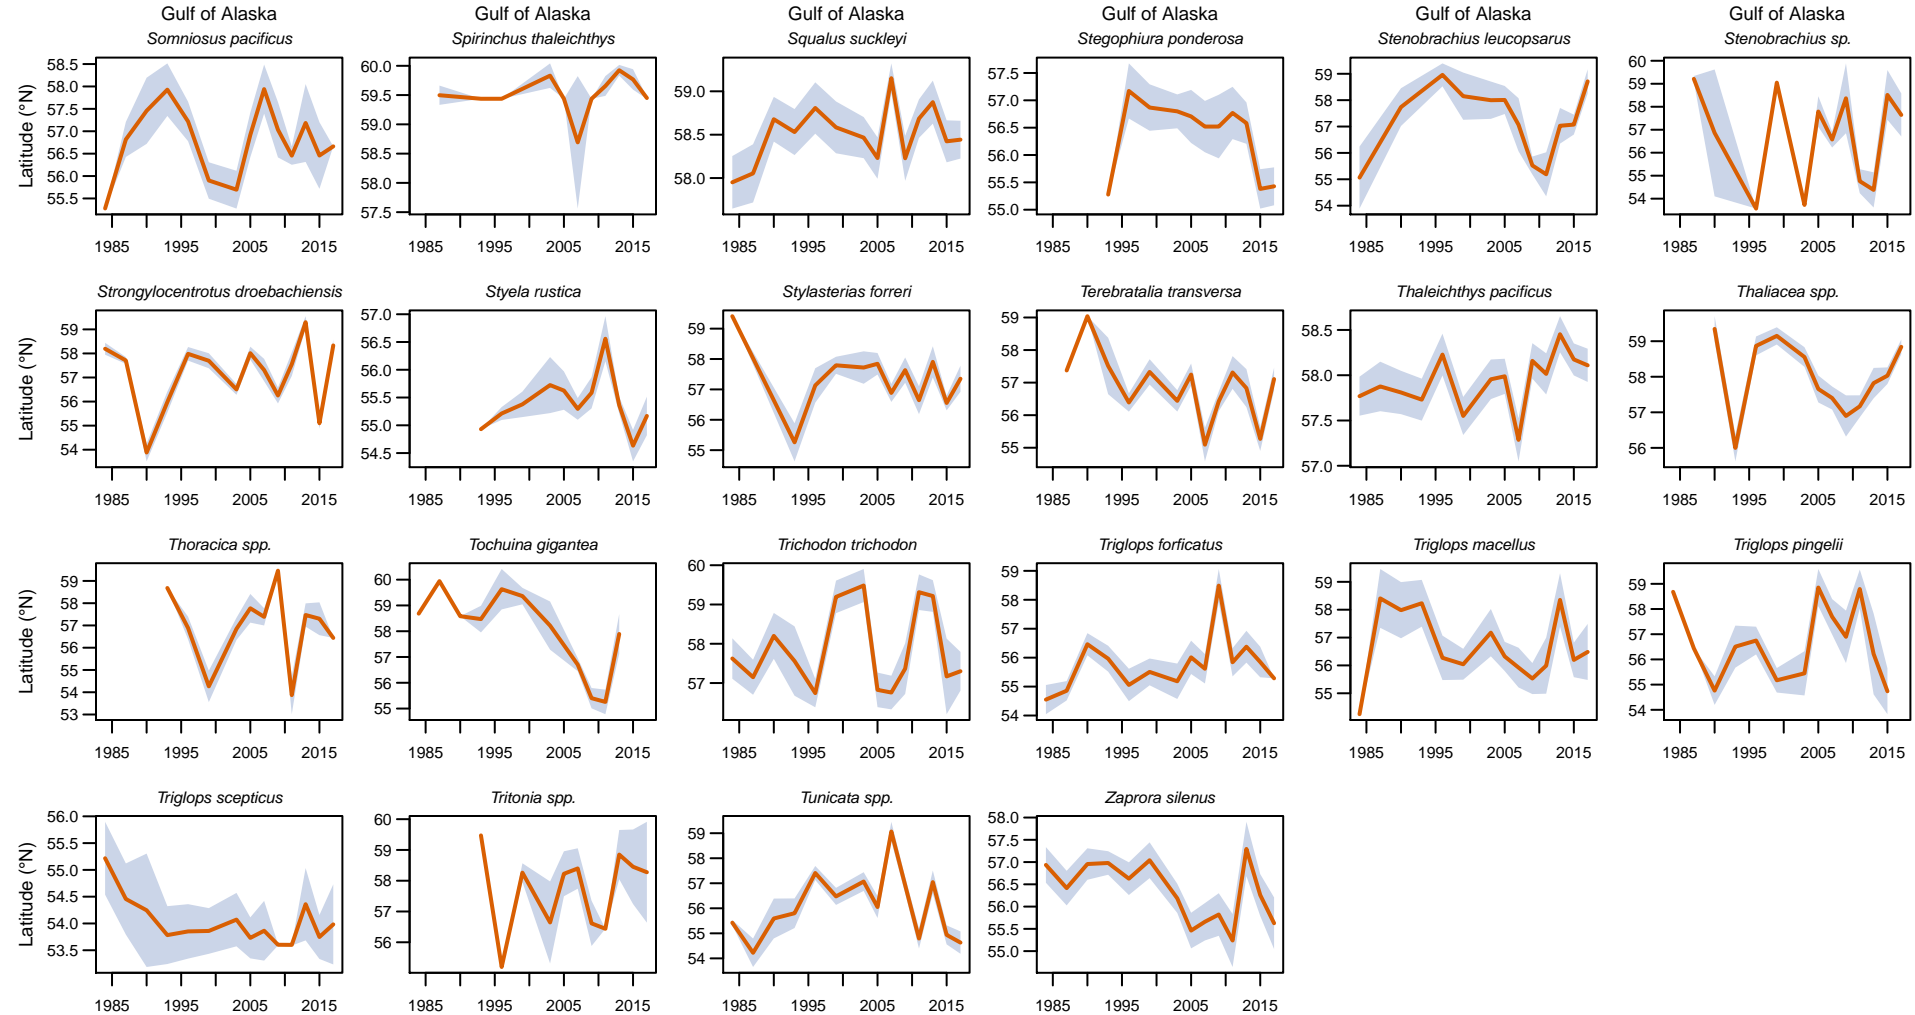 Gulf of Alaska Gulf of Alaska Gulf of Alaska Gulf of Alaska Gulf of Alaska Gulf of Alaska
Somniosus pacificus Spirinchus thaleichthys Squalus suckleyi Stegophiura ponderosa Stenobrachius leucopsarus Stenobrachius sp.
Latitude (°N)
58.5 58.0 57.5 57.0 56.5 56.0 55.5
60.0 59.5 59.0 58.5 58.0 57.5
59.0 58.5 58.0
57.5 57.0 56.5 56.0 55.5 55.0
59 58 57 56 55 54
60 59 58 57 56 55 54
1985 1995 2005 2015 1985 1995 2005 2015 1985 1995 2005 2015 1985 1995 2005 2015 1985 1995 2005 2015 1985 1995 2005 2015
Strongylocentrotus droebachiensis Styela rustica Stylasterias forreri Terebratalia transversa Thaleichthys pacificus Thaliacea spp.
Latitude (°N)
59 58 57 56 55 54
57.0 56.5 56.0 55.5 55.0 54.5
59 58 57 56 55
59 58 57 56 55
58.5 58.0 57.5 57.0
59 58 57 56
1985 1995 2005 2015 1985 1995 2005 2015 1985 1995 2005 2015 1985 1995 2005 2015 1985 1995 2005 2015 1985 1995 2005 2015
Thoracica spp. Tochuina gigantea Trichodon trichodon Triglops forficatus Triglops macellus Triglops pingelii
Latitude (°N)
59 58 57 56 55 54 53
60 59 58 57 56 55
60 59 58 57
59 58 57 56 55 54
59 58 57 56 55
59 58 57 56 55 54
1985 1995 2005 2015 1985 1995 2005 2015 1985 1995 2005 2015 1985 1995 2005 2015 1985 1995 2005 2015 1985 1995 2005 2015
Triglops scepticus Tritonia spp. Tunicata spp. Zaprora silenus
Latitude (°N)
56.0 55.5 55.0 54.5 54.0 53.5
60 59 58 57 56
59 58 57 56 55 54
58.0 57.5 57.0 56.5 56.0 55.5 55.0
1985 1995 2005 2015 1985 1995 2005 2015 1985 1995 2005 2015 1985 1995 2005 2015